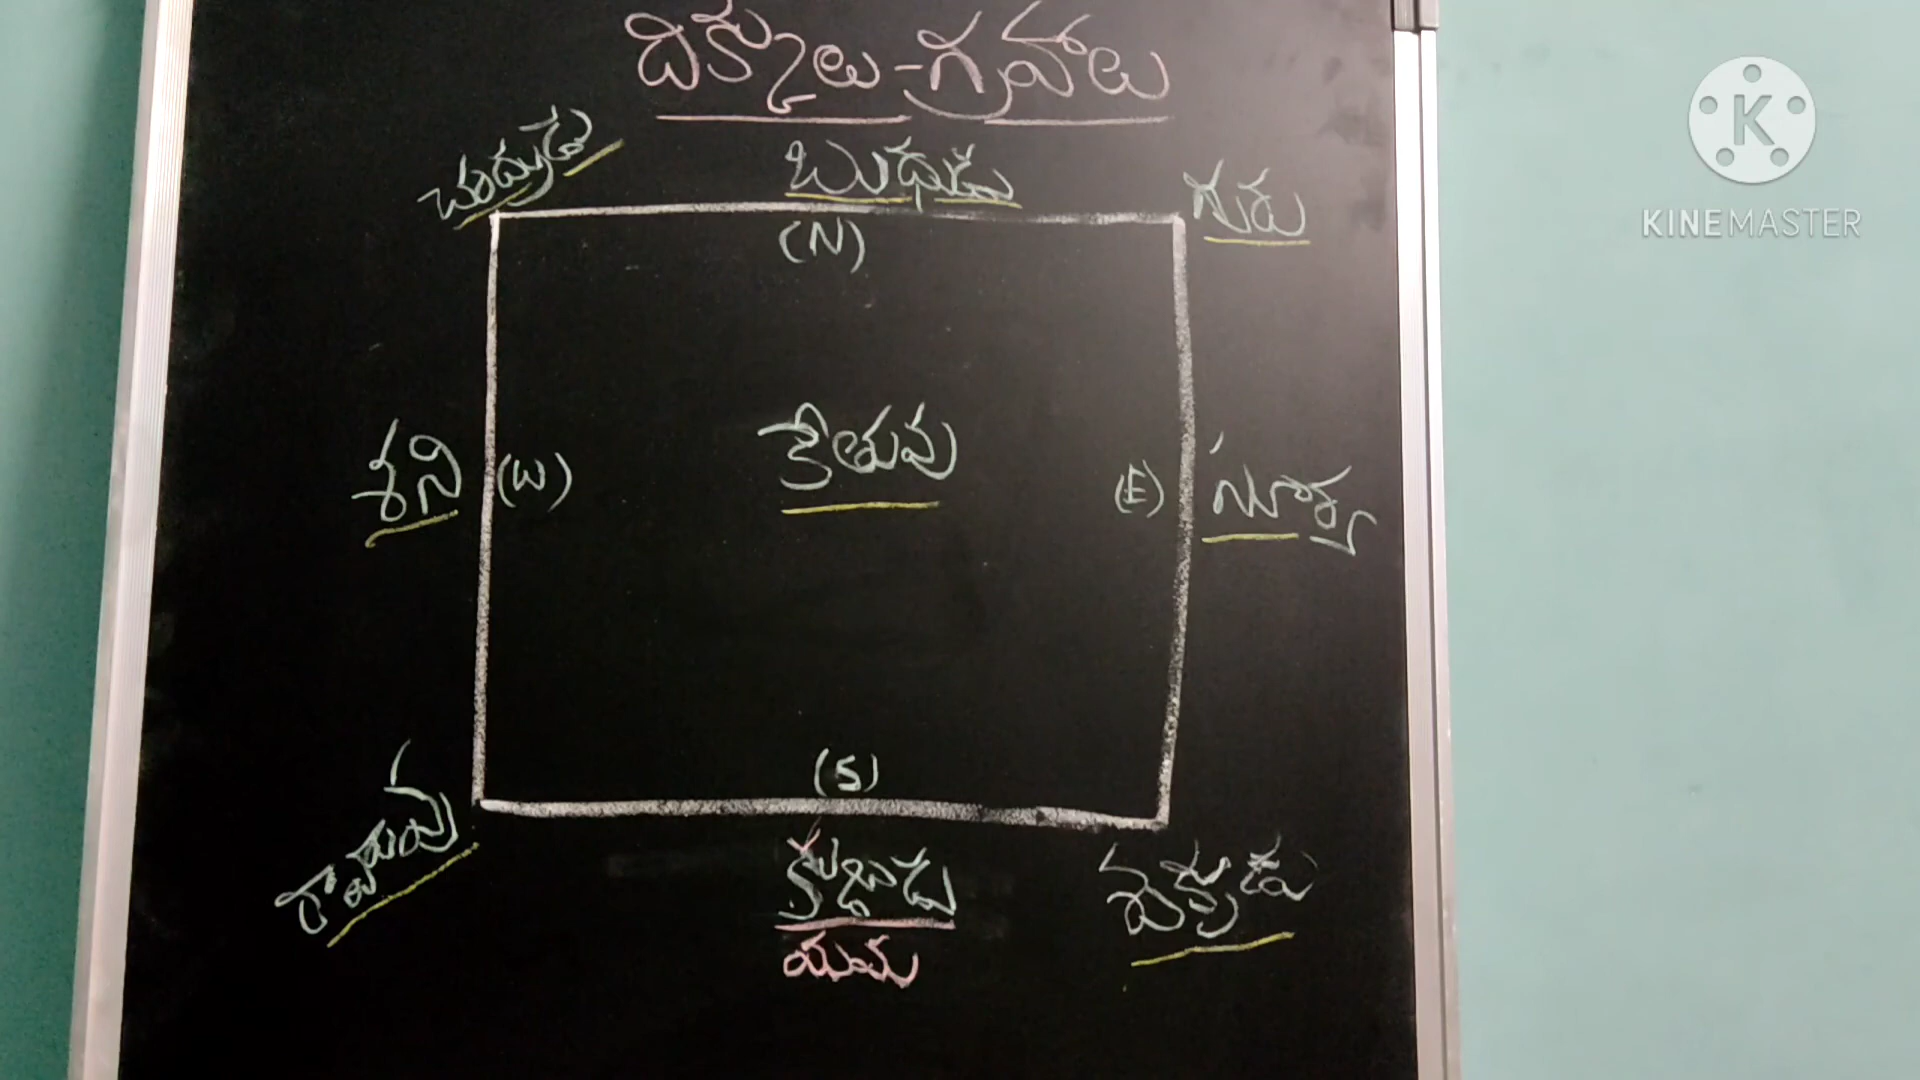 దిక్కులు - గ్రహాలు
చంద్రుడు
బుధుడు
గురు
(N)
శని
(W)
కేతువు
(E)
సూర్య
(S)
రాహువు
కుజుడు
శుక్రుడు
యమ
K
KINEMASTER